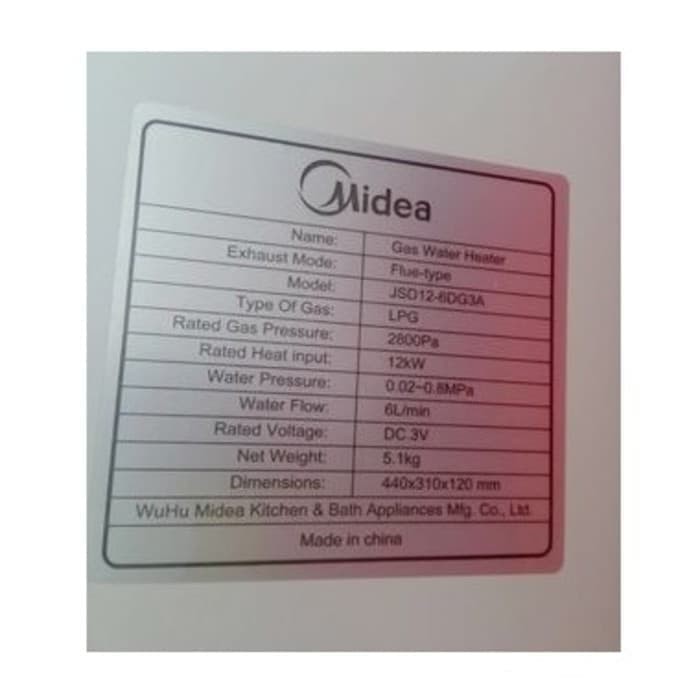 Midea
Name: Gas Water Heater
Exhaust Mode: Flue-type
Model: JSD12-6DG3A
Type Of Gas: LPG
Rated Gas Pressure: 2800Pa
Rated Heat input: 12kW
Water Pressure: 0.02~0.8MPa
Water Flow: 6L/min
Rated Voltage: DC 3V
Net Weight: 5.1kg
Dimensions: 440x310x120 mm
WuHu Midea Kitchen & Bath Appliances Mfg. Co., Ltd.
Made in china